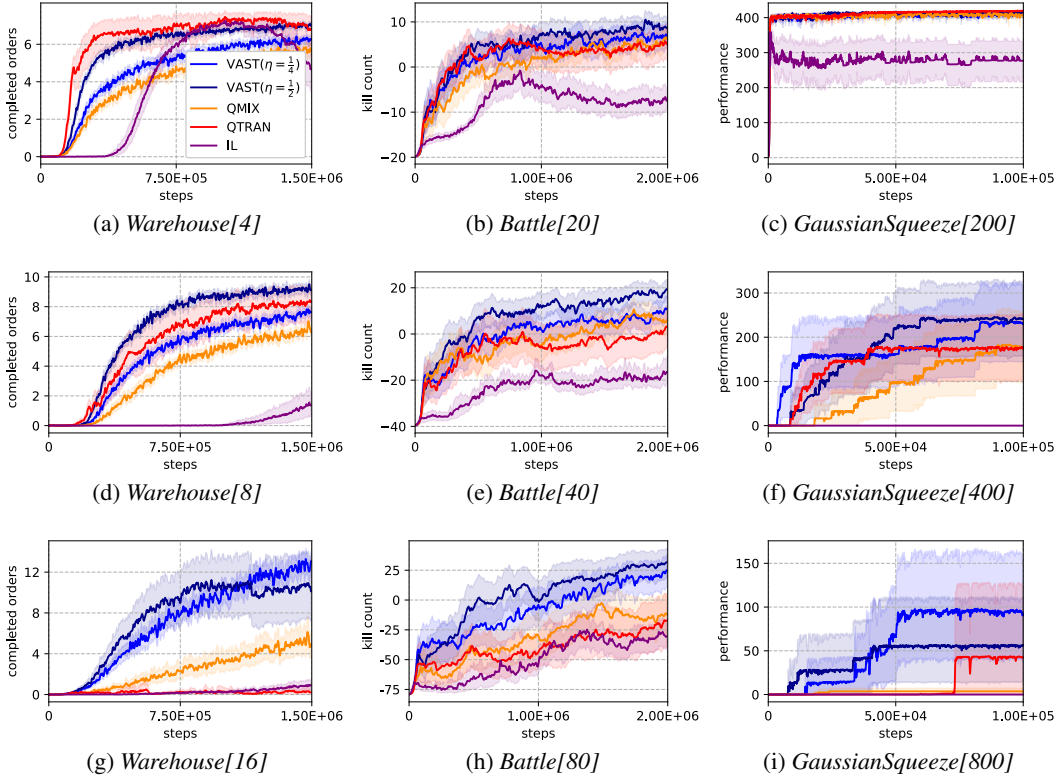 completed orders
6
4
2
0
VAST(η = 1/4)
VAST(η = 1/2)
QMIX
QTRAN
IL
0 7.50E+05 1.50E+06
steps
(a) Warehouse[4]
kill count
10
0
−10
−20
0 1.00E+06 2.00E+06
steps
(b) Battle[20]
performance
400
300
200
100
0
0 5.00E+04 1.00E+05
steps
(c) GaussianSqueeze[200]
completed orders
10
8
6
4
2
0
0 7.50E+05 1.50E+06
steps
(d) Warehouse[8]
kill count
20
0
−20
−40
0 1.00E+06 2.00E+06
steps
(e) Battle[40]
performance
300
200
100
0
0 5.00E+04 1.00E+05
steps
(f) GaussianSqueeze[400]
completed orders
12
8
4
0
0 7.50E+05 1.50E+06
steps
(g) Warehouse[16]
kill count
25
0
−25
−50
−75
0 1.00E+06 2.00E+06
steps
(h) Battle[80]
performance
150
100
50
0
0 5.00E+04 1.00E+05
steps
(i) GaussianSqueeze[800]